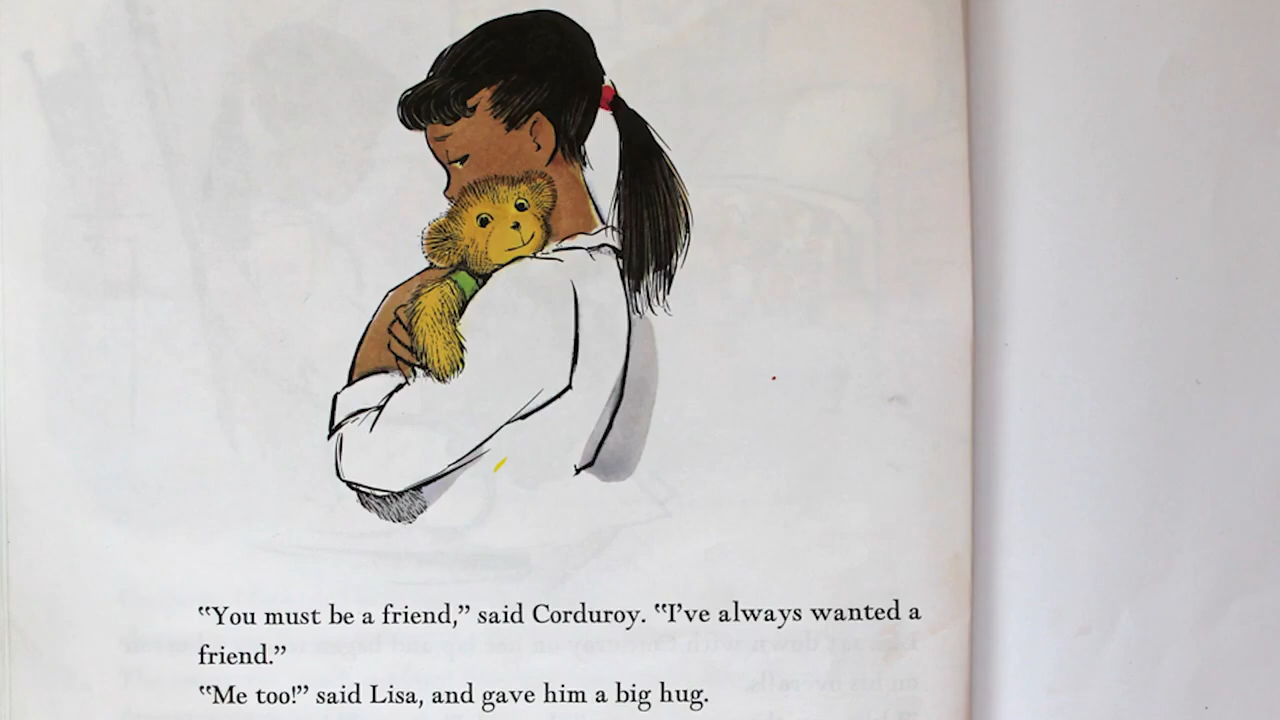 “You must be a friend,” said Corduroy. “I’ve always wanted a
friend.”
“Me too!” said Lisa, and gave him a big hug.